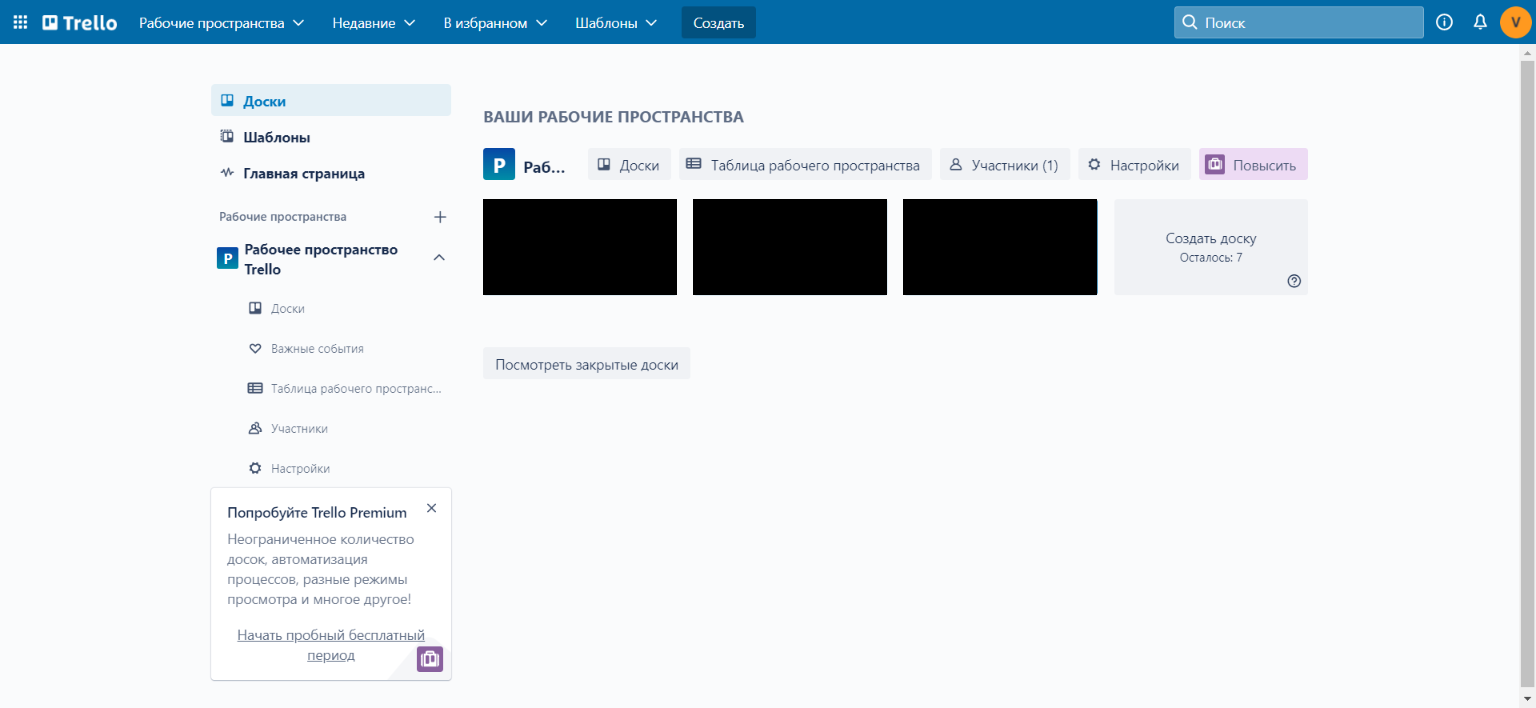 Trello Рабочие пространства Недавние В избранном Шаблоны Создать Поиск V
Доски
Шаблоны
Главная страница
Рабочие пространства
P Рабочее пространство
Trello
Доски
Важные события
Таблица рабочего пространс...
Участники
Настройки
Попробуйте Trello Premium
Неограниченное количество
досок, автоматизация
процессов, разные режимы
просмотра и многое другое!
Начать пробный бесплатный
период
ВАШИ РАБОЧИЕ ПРОСТРАНСТВА
Р Раб... Доски Таблица рабочего пространства Участники (1) Настройки Повысить
Создать доску
Осталось: 7
Посмотреть закрытые доски